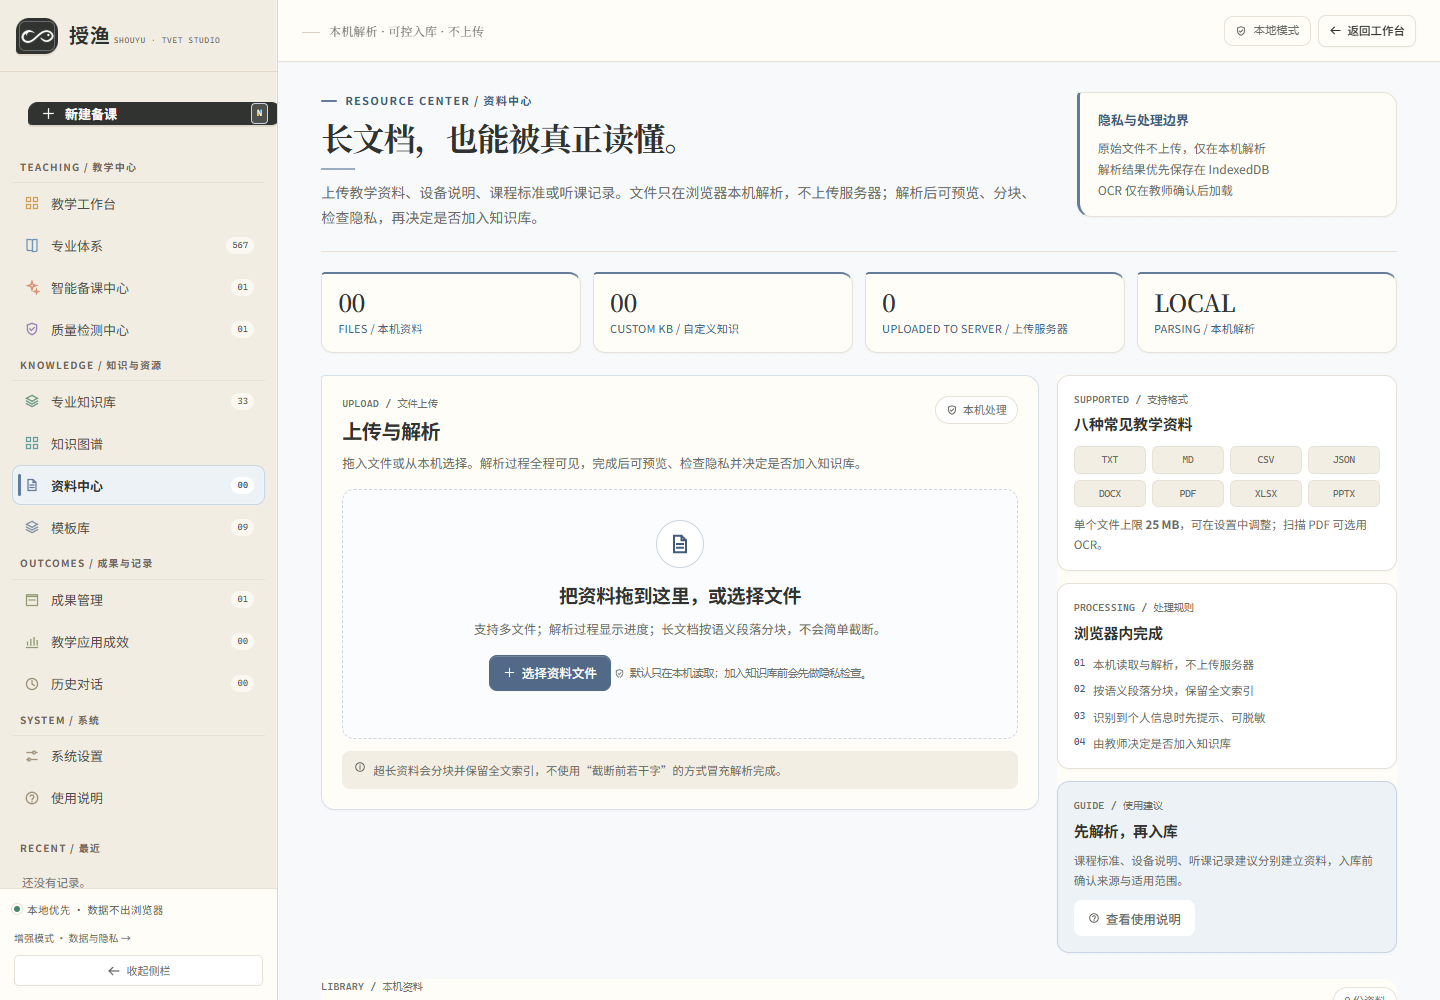 授渔 SHOUYU · TVET STUDIO
新建备课 N
TEACHING / 教学中心
教学工作台
专业体系 567
智能备课中心 01
质量检测中心 01
KNOWLEDGE / 知识与资源
专业知识库 33
知识图谱
资料中心 00
模板库 09
OUTCOMES / 成果与记录
成果管理 01
教学应用成效 00
历史对话 00
SYSTEM / 系统
系统设置
使用说明
RECENT / 最近
还没有记录。
本地优先 · 数据不出浏览器
增强模式 · 数据与隐私 →
← 收起侧栏
本机解析 · 可控入库 · 不上传
本地模式
← 返回工作台
RESOURCE CENTER / 资料中心
长文档，也能被真正读懂。
上传教学资料、设备说明、课程标准或听课记录。文件只在浏览器本机解析，不上传服务器；解析后可预览、分块、
检查隐私，再决定是否加入知识库。
隐私与处理边界
原始文件不上传，仅在本机解析
解析结果优先保存在 IndexedDB
OCR 仅在教师确认后加载
00
FILES / 本机资料
00
CUSTOM KB / 自定义知识
0
UPLOADED TO SERVER / 上传服务器
LOCAL
PARSING / 本机解析
UPLOAD / 文件上传
上传与解析
本机处理
拖入文件或从本机选择。解析过程全程可见，完成后可预览、检查隐私并决定是否加入知识库。
把资料拖到这里，或选择文件
支持多文件；解析过程显示进度；长文档按语义段落分块，不会简单截断。
＋ 选择资料文件
默认只在本机读取；加入知识库前会先做隐私检查。
超长资料会分块并保留全文索引，不使用“截断前若干字”的方式冒充解析完成。
SUPPORTED / 支持格式
八种常见教学资料
TXT MD CSV JSON
DOCX PDF XLSX PPTX
单个文件上限 25 MB，可在设置中调整；扫描 PDF 可选用
OCR。
PROCESSING / 处理规则
浏览器内完成
01 本机读取与解析，不上传服务器
02 按语义段落分块，保留全文索引
03 识别到个人信息时先提示、可脱敏
04 由教师决定是否加入知识库
GUIDE / 使用建议
先解析，再入库
课程标准、设备说明、听课记录建议分别建立资料，入库前
确认来源与适用范围。
查看使用说明
LIBRARY / 本机资料
0 份资料